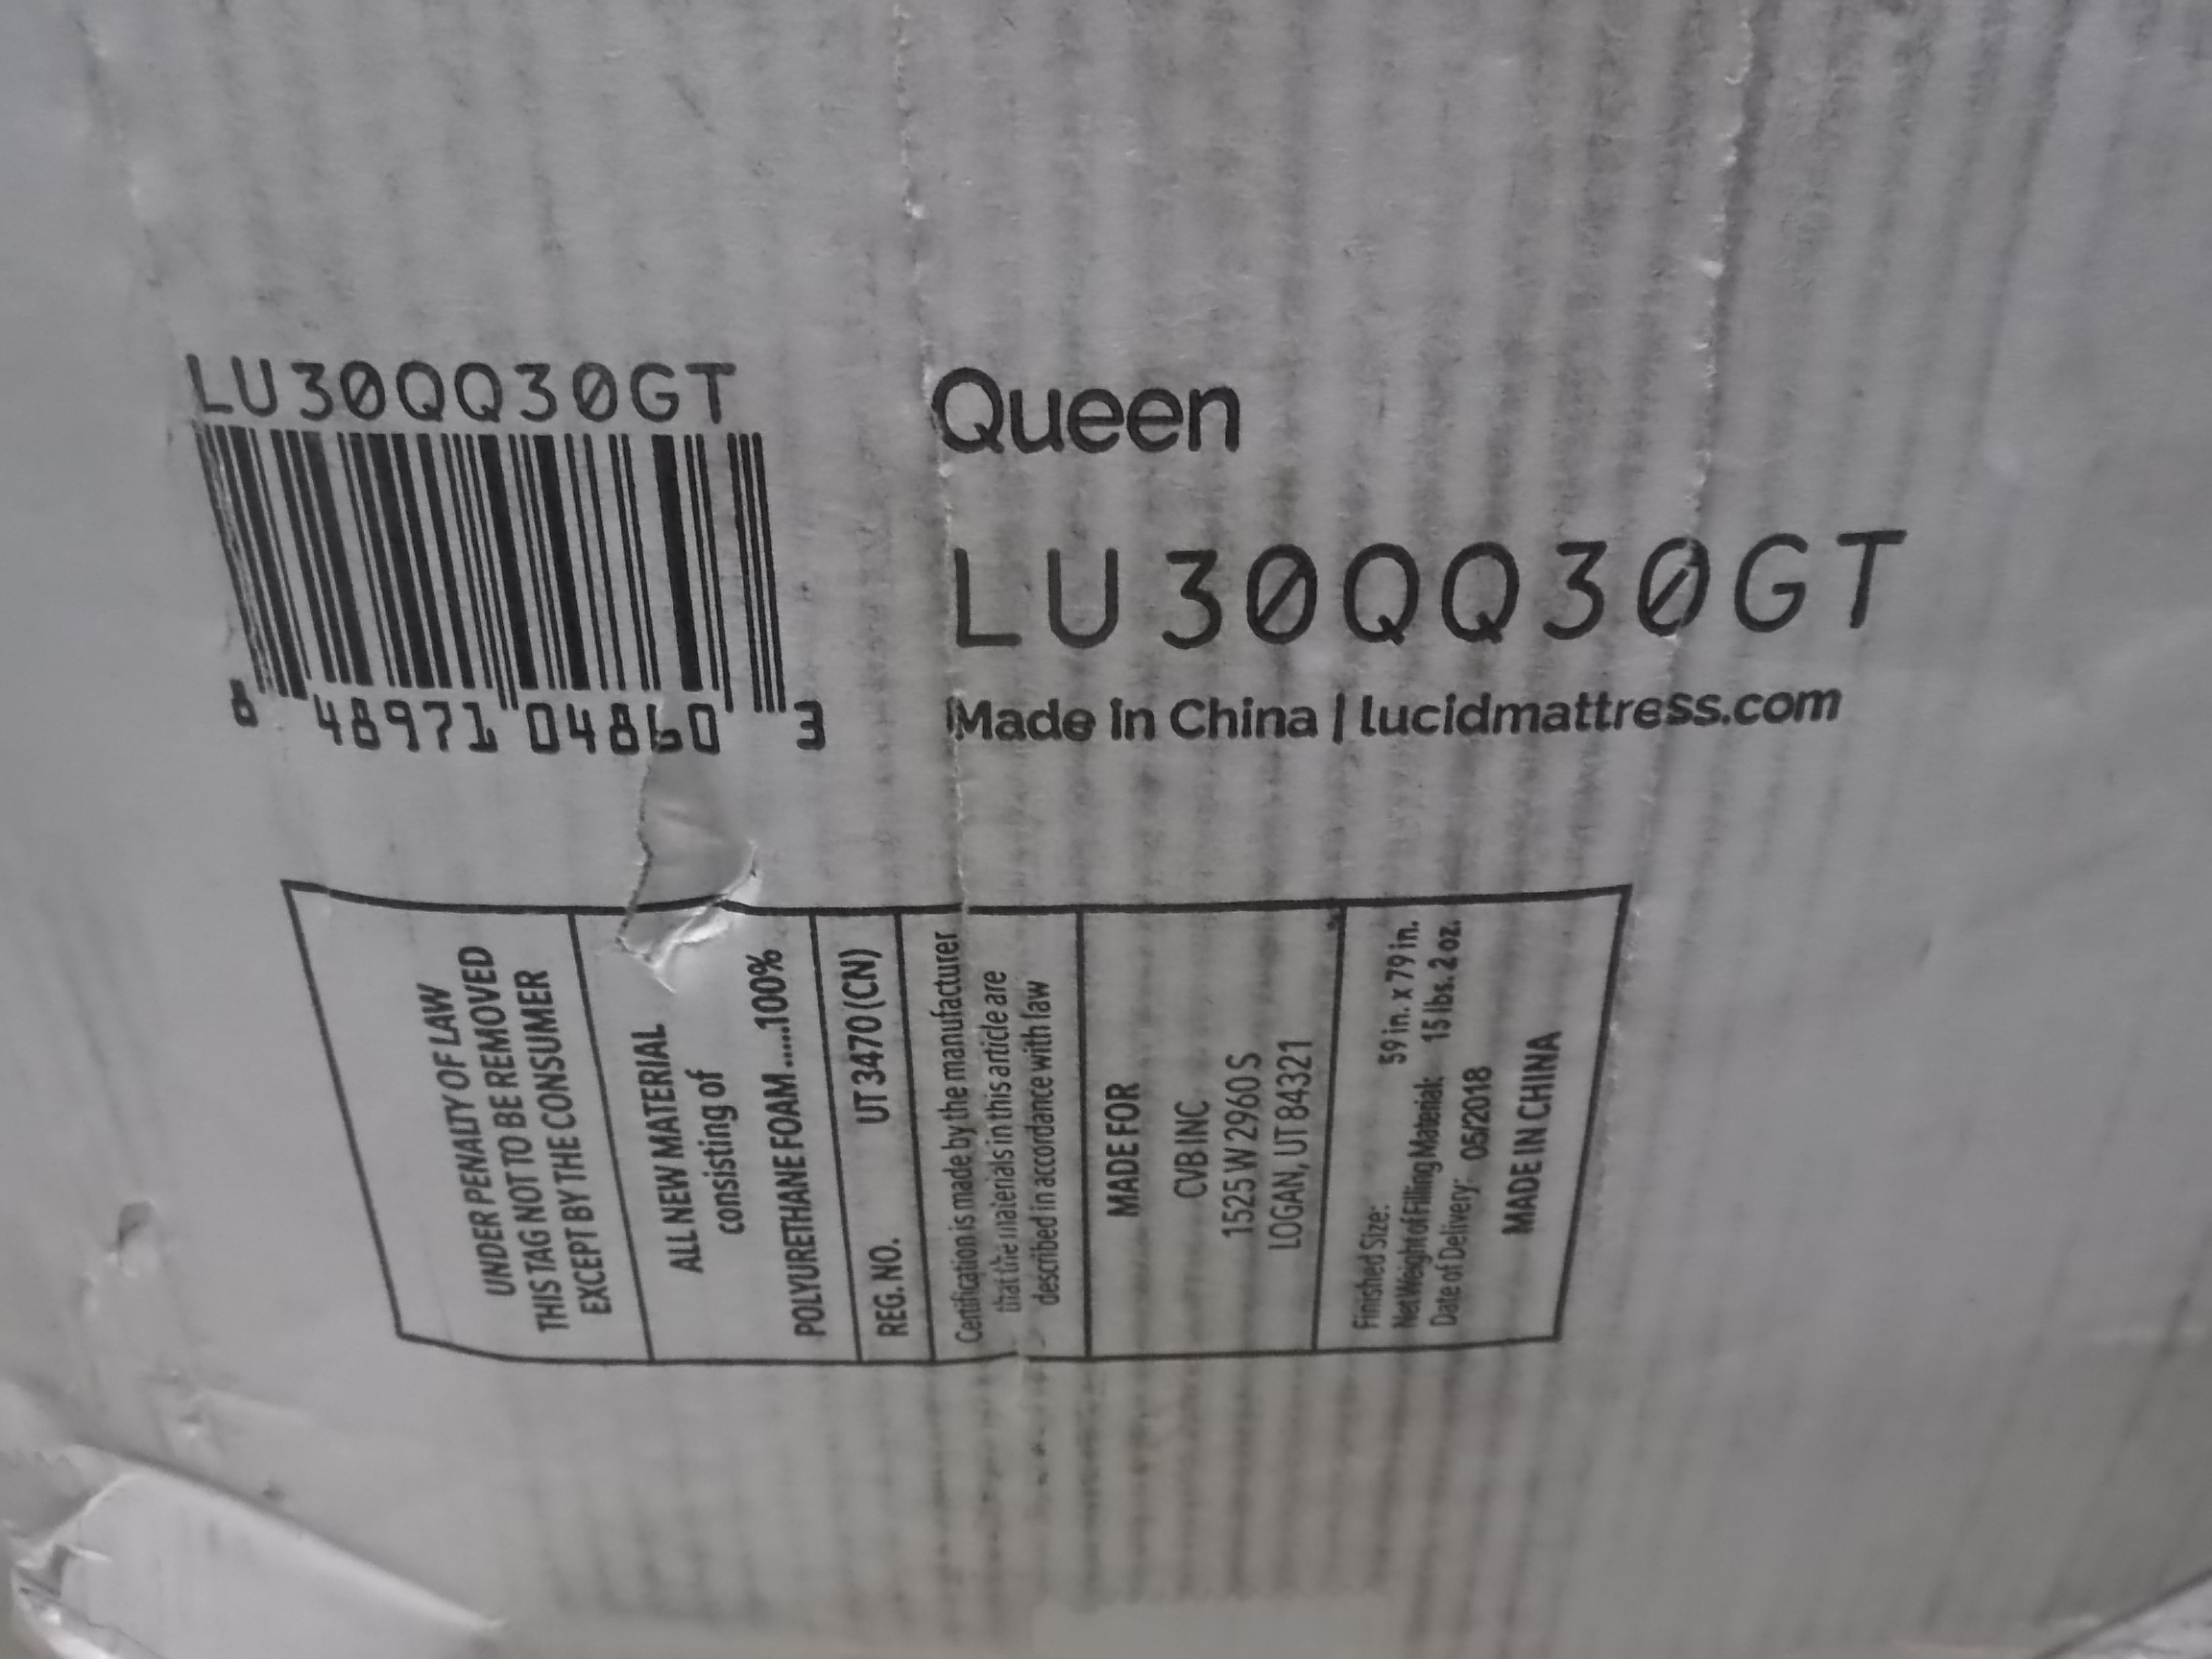 LU30QQ30GT
8 48971 04860 3
Queen
LU30QQ30GT
Made in China | lucidmattress.com
UNDER PENALTY OF LAW
THIS TAG NOT TO BE REMOVED
EXCEPT BY THE CONSUMER
ALL NEW MATERIAL
consisting of
POLYURETHANE FOAM.....100%
REG. NO. UT 3470 (CN)
Certification is made by the manufacturer
that the materials in this article are
described in accordance with law
MADE FOR
CVB INC
1525 W 2960 S
LOGAN, UT 84321
Finished Size: 59 in. x 79 in.
Net Weight of Filling Material: 15 lbs. 2 oz.
Date of Delivery: 05/2018
MADE IN CHINA